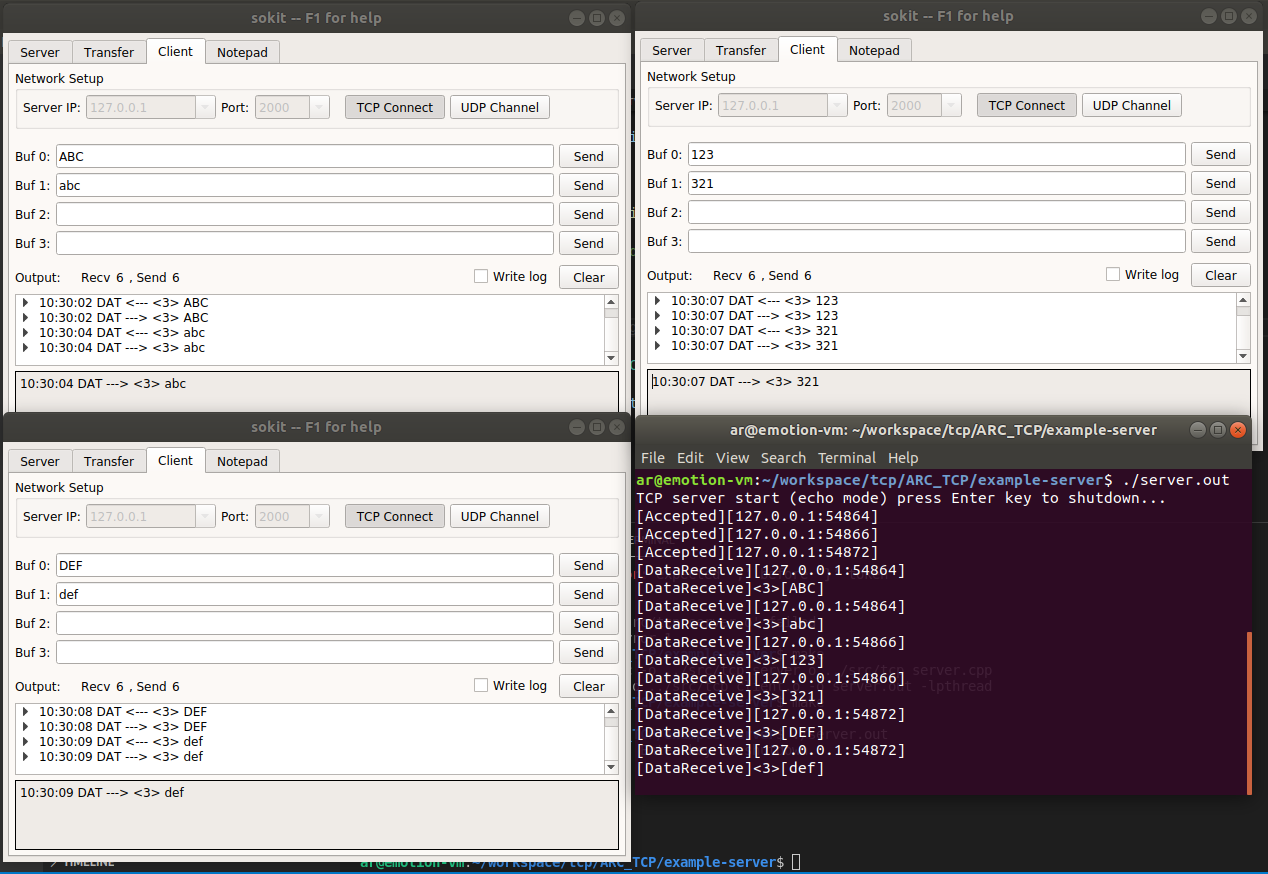 sokit -- F1 for help
Server Transfer Client Notepad
Network Setup
Server IP: 127.0.0.1 Port: 2000 TCP Connect UDP Channel
Buf 0: ABC Send
Buf 1: abc Send
Buf 2: Send
Buf 3: Send
Output: Recv 6 , Send 6 Write log Clear
10:30:02 DAT <--- <3> ABC
10:30:02 DAT ---> <3> ABC
10:30:04 DAT <--- <3> abc
10:30:04 DAT ---> <3> abc
10:30:04 DAT ---> <3> abc
sokit -- F1 for help
Server Transfer Client Notepad
Network Setup
Server IP: 127.0.0.1 Port: 2000 TCP Connect UDP Channel
Buf 0: 123 Send
Buf 1: 321 Send
Buf 2: Send
Buf 3: Send
Output: Recv 6 , Send 6 Write log Clear
10:30:07 DAT <--- <3> 123
10:30:07 DAT ---> <3> 123
10:30:07 DAT <--- <3> 321
10:30:07 DAT ---> <3> 321
10:30:07 DAT ---> <3> 321
sokit -- F1 for help
Server Transfer Client Notepad
Network Setup
Server IP: 127.0.0.1 Port: 2000 TCP Connect UDP Channel
Buf 0: DEF Send
Buf 1: def Send
Buf 2: Send
Buf 3: Send
Output: Recv 6 , Send 6 Write log Clear
10:30:08 DAT <--- <3> DEF
10:30:08 DAT ---> <3> DEF
10:30:09 DAT <--- <3> def
10:30:09 DAT ---> <3> def
10:30:09 DAT ---> <3> def
ar@emotion-vm: ~/workspace/tcp/ARC_TCP/example-server
File Edit View Search Terminal Help
ar@emotion-vm:~/workspace/tcp/ARC_TCP/example-server$ ./server.out
TCP server start (echo mode) press Enter key to shutdown...
[Accepted][127.0.0.1:54864]
[Accepted][127.0.0.1:54866]
[Accepted][127.0.0.1:54872]
[DataReceive][127.0.0.1:54864]
[DataReceive]<3>[ABC]
[DataReceive][127.0.0.1:54864]
[DataReceive]<3>[abc]
[DataReceive][127.0.0.1:54866]
[DataReceive]<3>[123]
[DataReceive][127.0.0.1:54866]
[DataReceive]<3>[321]
[DataReceive][127.0.0.1:54872]
[DataReceive]<3>[DEF]
[DataReceive][127.0.0.1:54872]
[DataReceive]<3>[def]
TIMELINE
ar@emotion-vm:~/workspace/tcp/ARC_TCP/example-server$